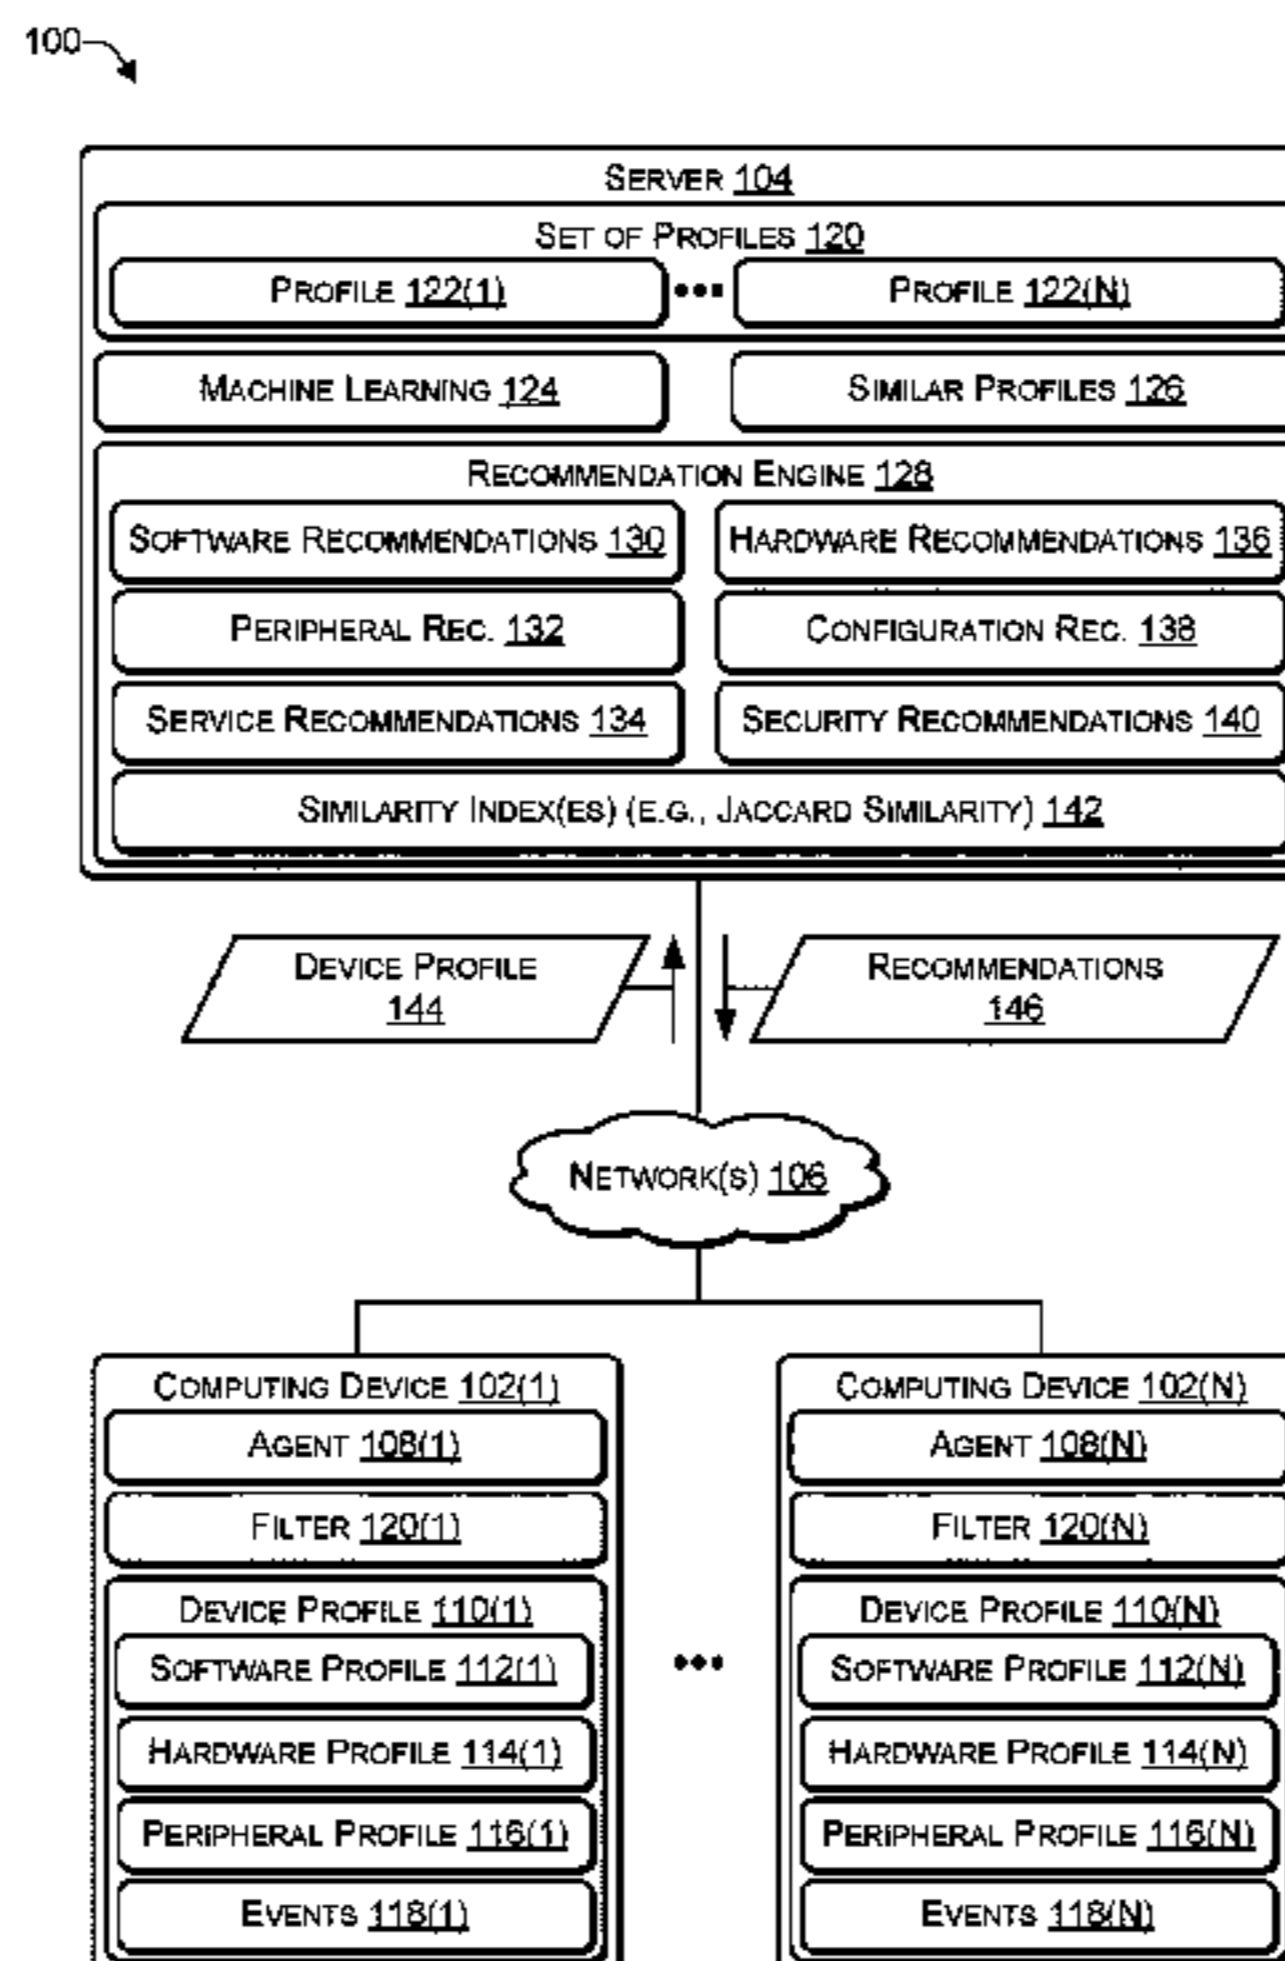 100
SERVER 104
SET OF PROFILES 120
PROFILE 122(1) ••• PROFILE 122(N)
MACHINE LEARNING 124 SIMILAR PROFILES 126
RECOMMENDATION ENGINE 128
SOFTWARE RECOMMENDATIONS 130 HARDWARE RECOMMENDATIONS 136
PERIPHERAL REC. 132 CONFIGURATION REC. 138
SERVICE RECOMMENDATIONS 134 SECURITY RECOMMENDATIONS 140
SIMILARITY INDEX(ES) (E.G., JACCARD SIMILARITY) 142
DEVICE PROFILE 144
RECOMMENDATIONS 146
NETWORK(S) 106
COMPUTING DEVICE 102(1)
AGENT 108(1)
FILTER 120(1)
DEVICE PROFILE 110(1)
SOFTWARE PROFILE 112(1)
HARDWARE PROFILE 114(1)
PERIPHERAL PROFILE 116(1)
EVENTS 118(1)
•••
COMPUTING DEVICE 102(N)
AGENT 108(N)
FILTER 120(N)
DEVICE PROFILE 110(N)
SOFTWARE PROFILE 112(N)
HARDWARE PROFILE 114(N)
PERIPHERAL PROFILE 116(N)
EVENTS 118(N)